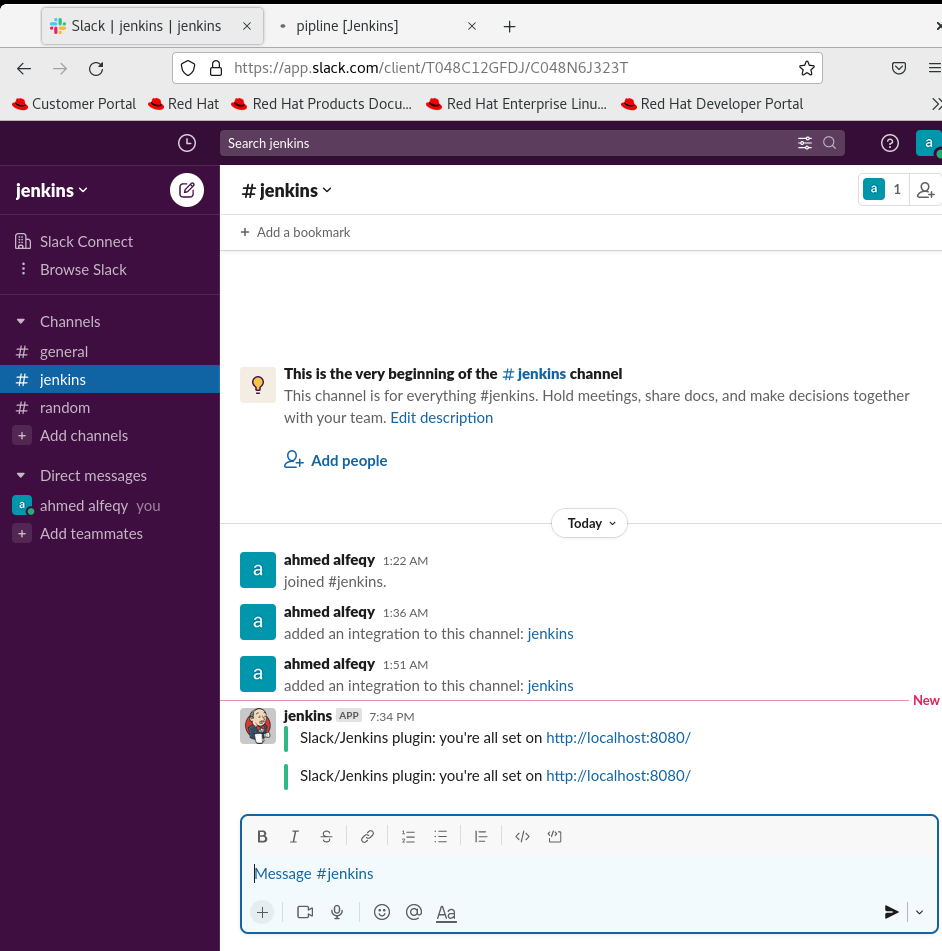 Slack | jenkins | jenkins
pipline [Jenkins]
https://app.slack.com/client/T048C12GFDJ/C048N6J323T
Customer Portal
Red Hat
Red Hat Products Docu...
Red Hat Enterprise Linu...
Red Hat Developer Portal
Search jenkins
a
jenkins
# jenkins
a 1
Add a bookmark
Slack Connect
Browse Slack
Channels
# general
# jenkins
# random
+ Add channels
Direct messages
a ahmed alfeqy you
+ Add teammates
This is the very beginning of the # jenkins channel
This channel is for everything #jenkins. Hold meetings, share docs, and make decisions together
with your team. Edit description
Add people
Today
a
ahmed alfeqy 1:22 AM
joined #jenkins.
a
ahmed alfeqy 1:36 AM
added an integration to this channel: jenkins
a
ahmed alfeqy 1:51 AM
added an integration to this channel: jenkins
New
jenkins APP 7:34 PM
Slack/Jenkins plugin: you're all set on http://localhost:8080/
Slack/Jenkins plugin: you're all set on http://localhost:8080/
B I S
Message #jenkins
@ Aa